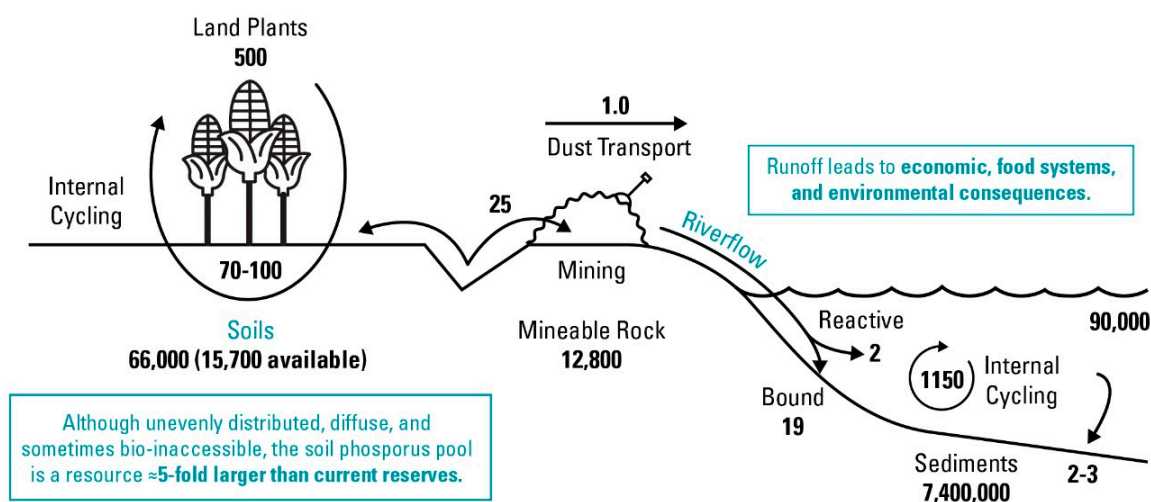 Land Plants
500
1.0
Dust Transport
Runoff leads to economic, food systems,
and environmental consequences.
Internal
Cycling
25
Riverflow
70-100
Mining
Soils
66,000 (15,700 available)
Mineable Rock
12,800
Reactive
2
90,000
1150
Internal
Cycling
Bound
19
Although unevenly distributed, diffuse, and
sometimes bio-inaccessible, the soil phosporus pool
is a resource ≈5-fold larger than current reserves.
Sediments
7,400,000
2-3